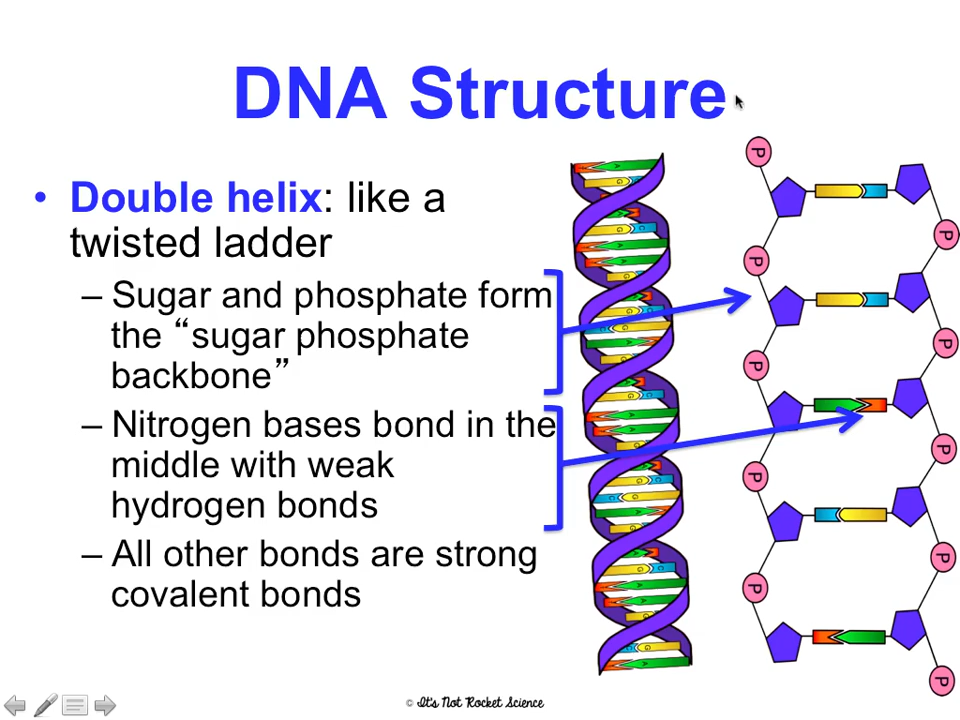 DNA Structure
• Double helix: like a
twisted ladder
– Sugar and phosphate form
the “sugar phosphate
backbone”
– Nitrogen bases bond in the
middle with weak
hydrogen bonds
– All other bonds are strong
covalent bonds
P
P
P
P
P
P
P
P
P
P
© It's Not Rocket Science